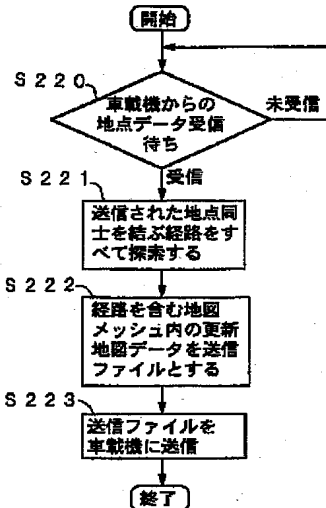 開始
S220
車載機からの
地点データ受信
待ち
未受信
受信
S221
送信された地点同
士を結ぶ経路をす
べて探索する
S222
経路を含む地図
メッシュ内の更新
地図データを送信
ファイルとする
S223
送信ファイルを
車載機に送信
終了